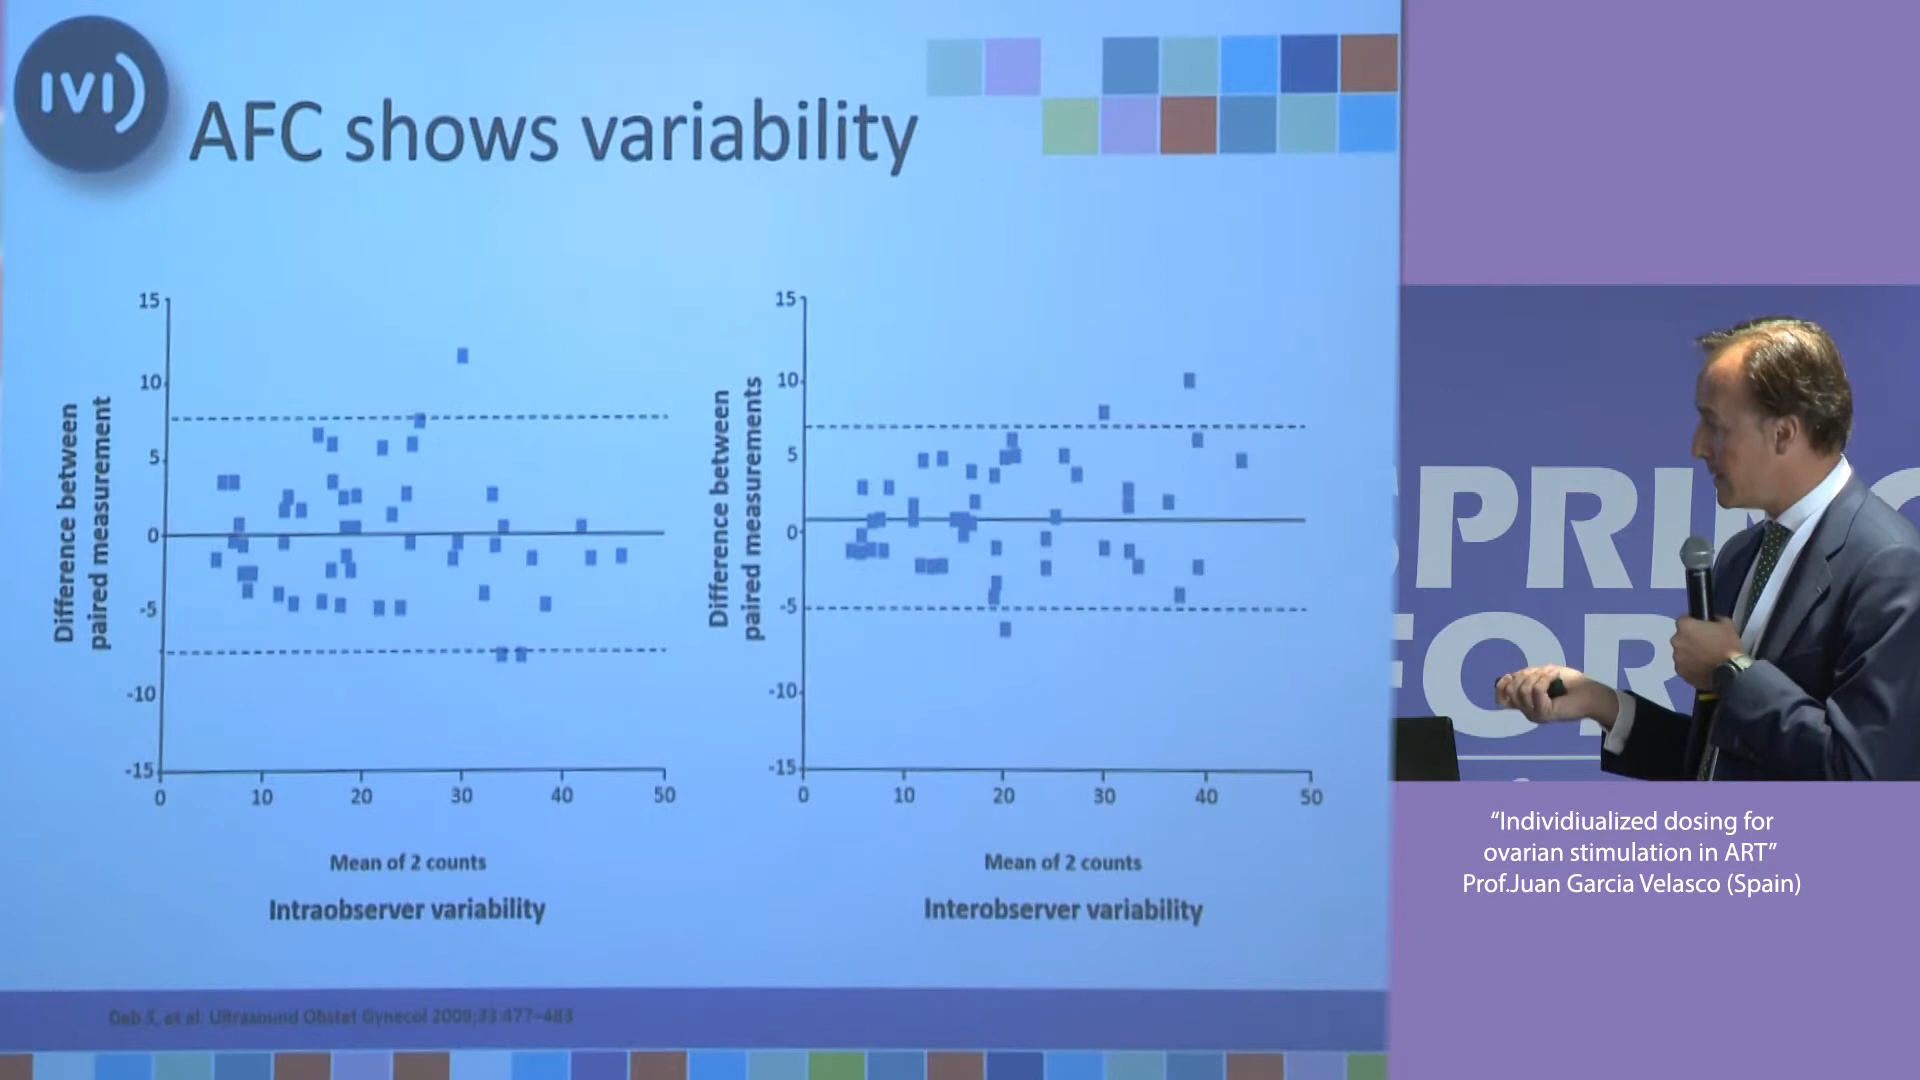 IVI
AFC shows variability
15
10
5
0
-5
-10
-15
0 10 20 30 40 50
Difference between
paired measurement
Mean of 2 counts
Intraobserver variability
15
10
5
0
-5
-10
-15
0 10 20 30 40 50
Difference between
paired measurements
Mean of 2 counts
Interobserver variability
Deb S, et al. Ultrasound Obstet Gynecol 2009;33:477–483
“Individiualized dosing for
ovarian stimulation in ART”
Prof.Juan Garcia Velasco (Spain)